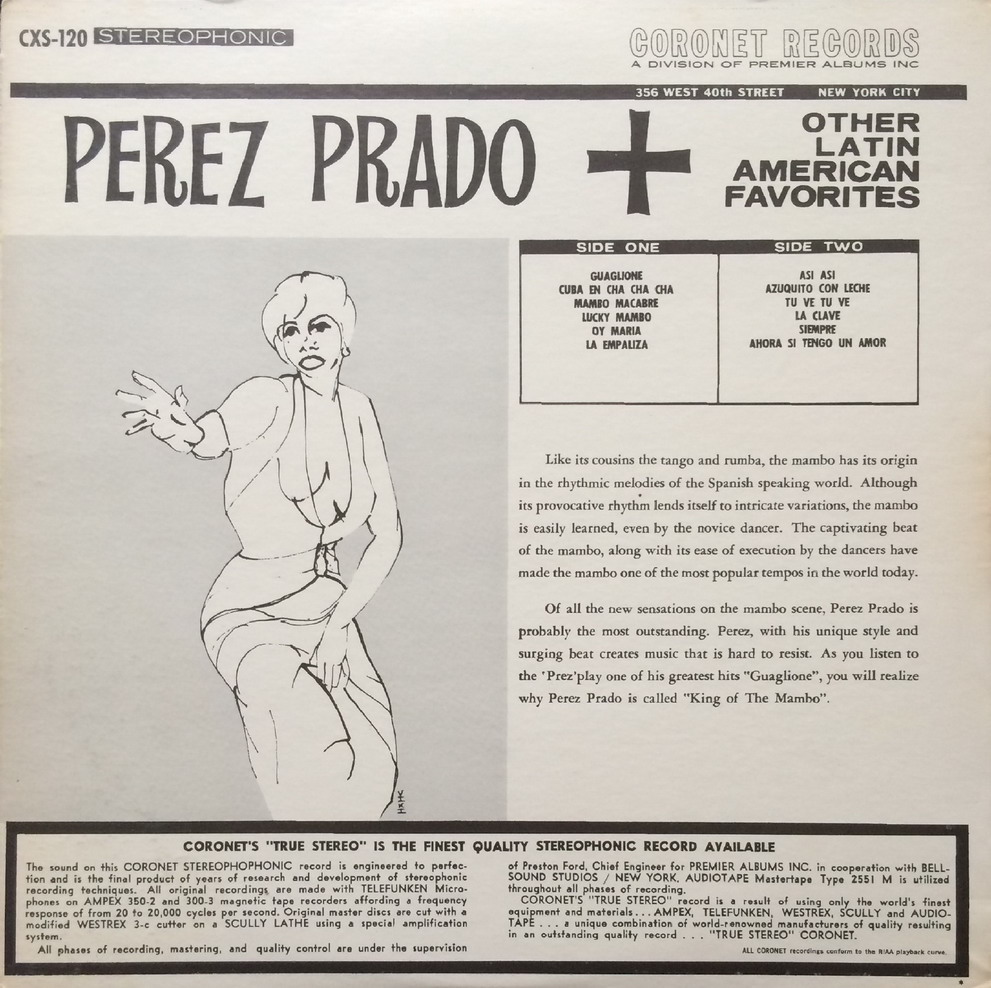 CXS-120 STEREOPHONIC
CORONET RECORDS
A DIVISION OF PREMIER ALBUMS INC
356 WEST 40th STREET NEW YORK CITY
PEREZ PRADO +
OTHER
LATIN
AMERICAN
FAVORITES
SIDE ONE
GUAGLIONE
CUBA EN CHA CHA CHA
MAMBO MACABRE
LUCKY MAMBO
OY MARIA
LA EMPALIZA
SIDE TWO
ASI ASI
AZUQUITO CON LECHE
TU VE TU VE
LA CLAVE
SIEMPRE
AHORA SI TENGO UN AMOR
Like its cousins the tango and rumba, the mambo has its origin
in the rhythmic melodies of the Spanish speaking world. Although
its provocative rhythm lends itself to intricate variations, the mambo
is easily learned, even by the novice dancer. The captivating beat
of the mambo, along with its ease of execution by the dancers have
made the mambo one of the most popular tempos in the world today.
Of all the new sensations on the mambo scene, Perez Prado is
probably the most outstanding. Perez, with his unique style and
surging beat creates music that is hard to resist. As you listen to
the 'Prez'play one of his greatest hits "Guaglione", you will realize
why Perez Prado is called "King of The Mambo".
CORONET'S "TRUE STEREO" IS THE FINEST QUALITY STEREOPHONIC RECORD AVAILABLE
The sound on this CORONET STEREOPHOPHONIC record is engineered to perfec-
tion and is the final product of years of research and development of stereophonic
recording techniques. All original recordings are made with TELEFUNKEN Micro-
phones on AMPEX 350-2 and 300-3 magnetic tape recorders affording a frequency
response of from 20 to 20,000 cycles per second. Original master discs are cut with a
modified WESTREX 3-c cutter on a SCULLY LATHE using a special amplification
system.
All phases of recording, mastering, and quality control are under the supervision
of Preston Ford, Chief Engineer for PREMIER ALBUMS INC. in cooperation with BELL-
SOUND STUDIOS / NEW YORK. AUDIOTAPE Mastertape Type 2551 M is utilized
throughout all phases of recording.
CORONET'S "TRUE STEREO" record is a result of using only the world's finest
equipment and materials . . . AMPEX, TELEFUNKEN, WESTREX, SCULLY and AUDIO-
TAPE . . . a unique combination of world-renowned manufacturers of quality resulting
in an outstanding quality record . . . "TRUE STEREO" CORONET.
ALL CORONET recordings conform to the RIAA playback curve.